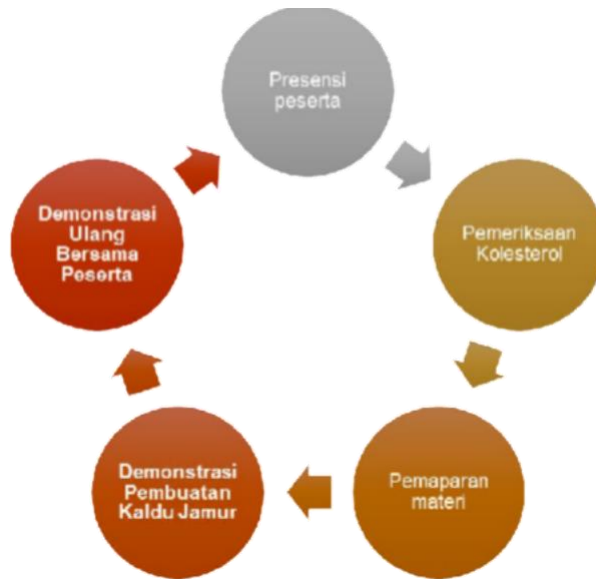 Presensi
peserta
Pemeriksaan
Kolesterol
Pemaparan
materi
Demonstrasi
Pembuatan
Kaldu Jamur
Demonstrasi
Ulang
Bersama
Peserta